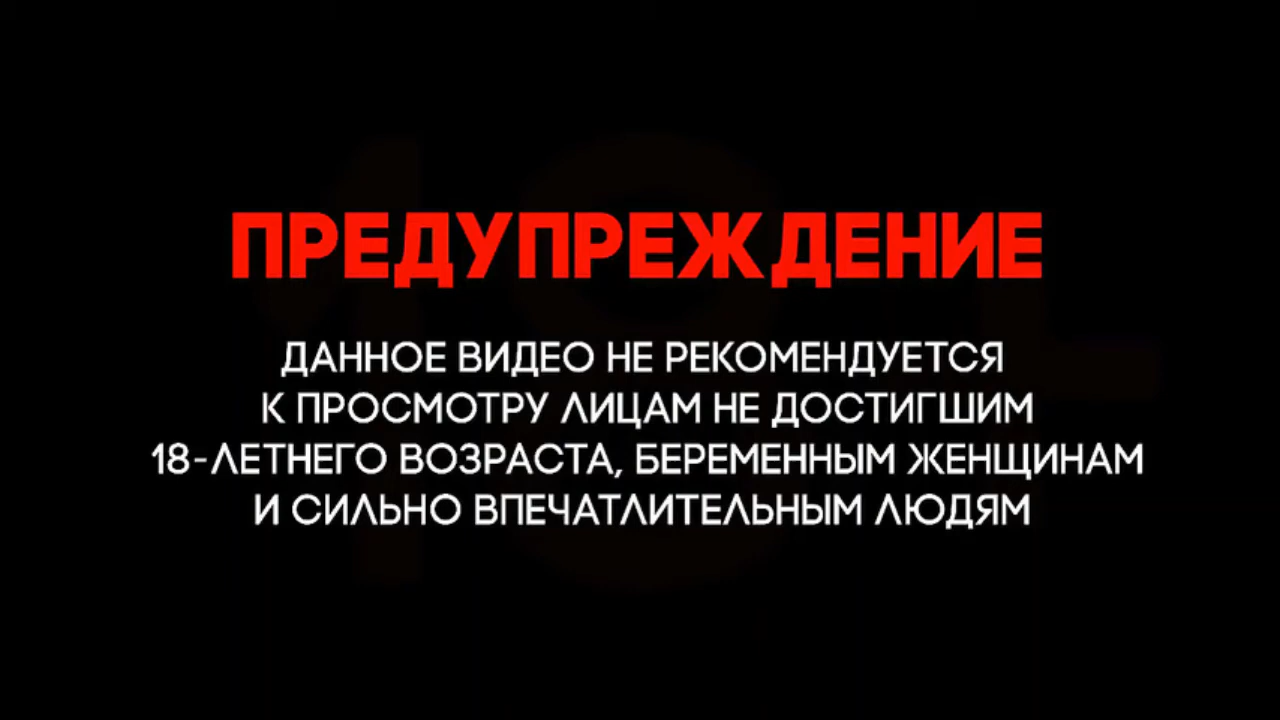 ПРЕДУПРЕЖДЕНИЕ
ДАННОЕ ВИДЕО НЕ РЕКОМЕНДУЕТСЯ
К ПРОСМОТРУ ЛИЦАМ НЕ ДОСТИГШИМ
18-ЛЕТНЕГО ВОЗРАСТА, БЕРЕМЕННЫМ ЖЕНЩИНАМ
И СИЛЬНО ВПЕЧАТЛИТЕЛЬНЫМ ЛЮДЯМ